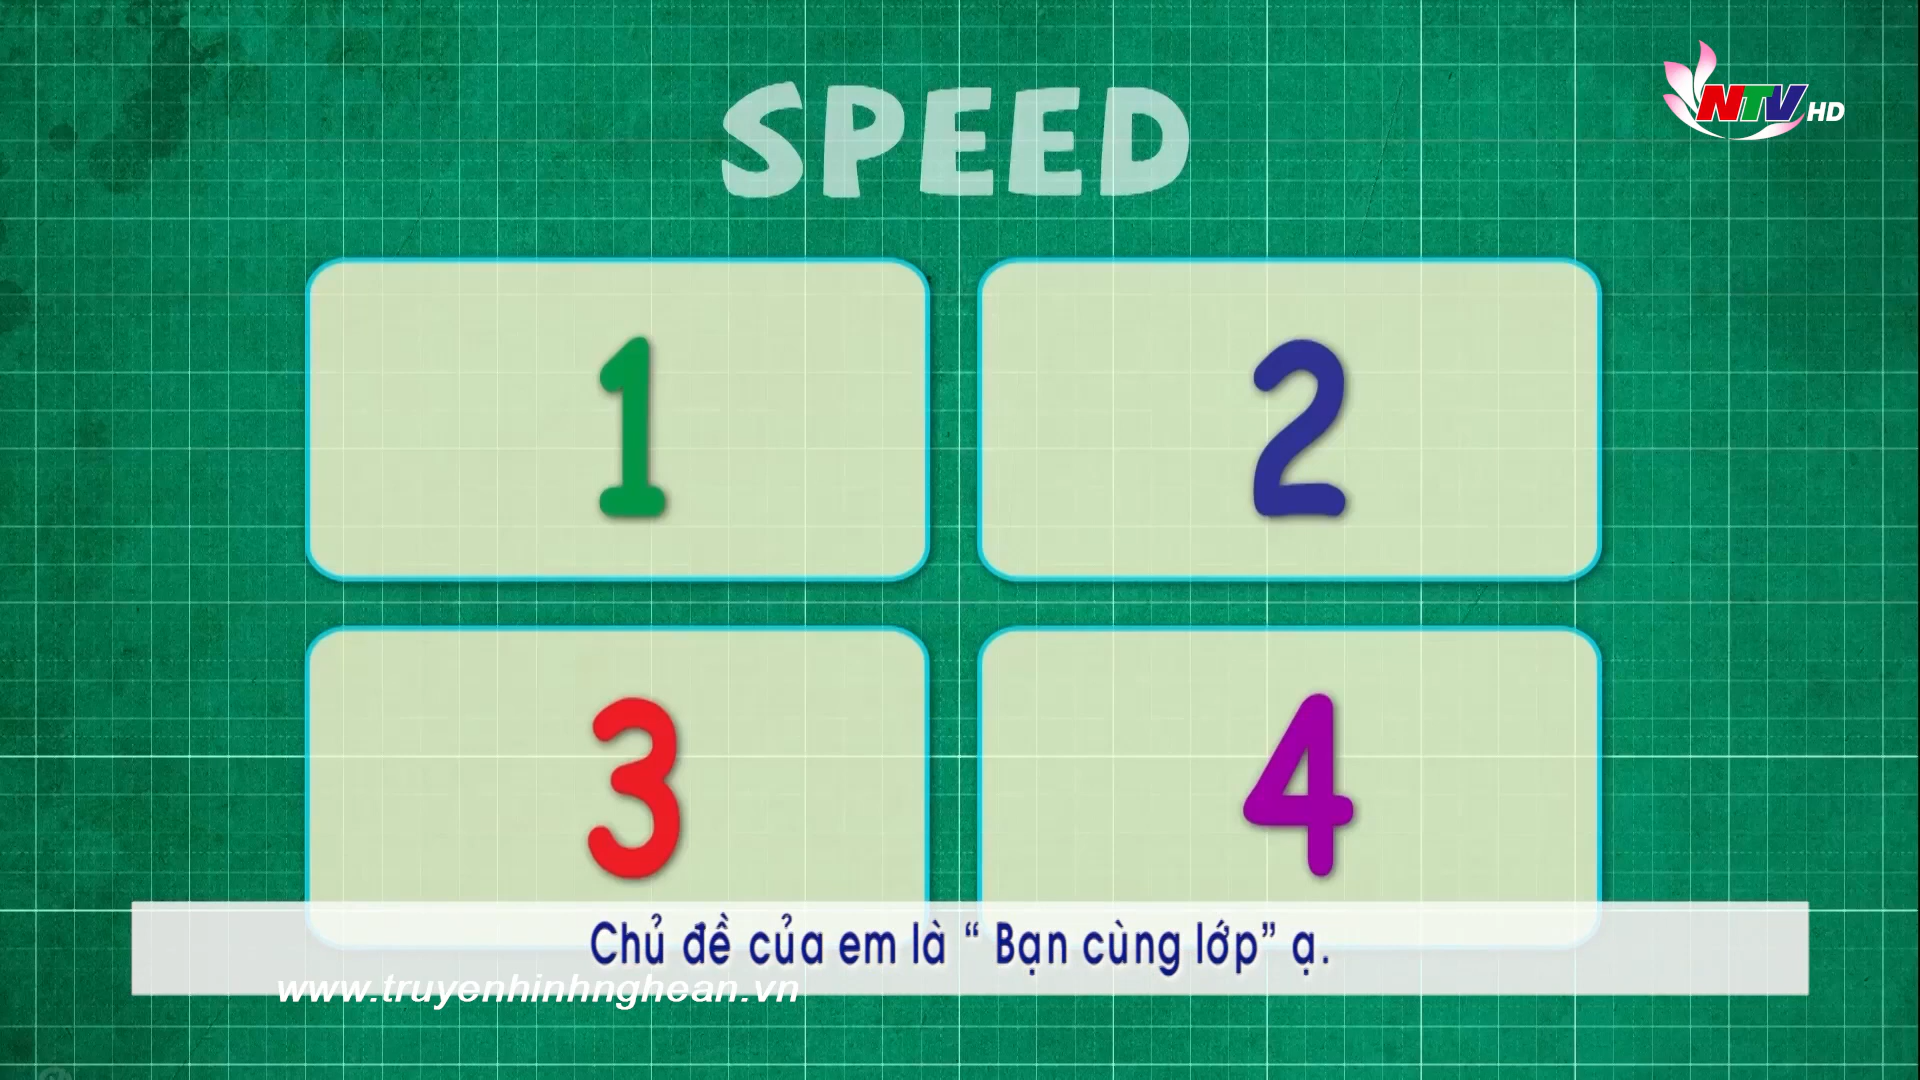 SPEED
NTV HD
1
2
3
4
Chủ đề của em là “ Bạn cùng lớp” ạ.
www.truyenhinhnghean.vn